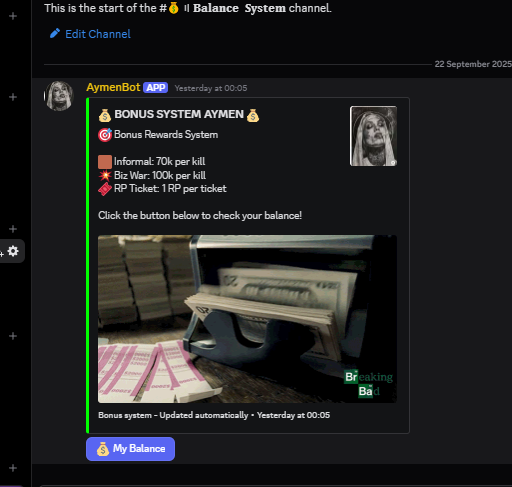 This is the start of the #💰 〢𝐁𝐚𝐥𝐚𝐧𝐜𝐞 𝐒𝐲𝐬𝐭𝐞𝐦 channel.
Edit Channel
22 September 2025
AymenBot APP Yesterday at 00:05
💰 BONUS SYSTEM AYMEN 💰
🎯 Bonus Rewards System
🟫 Informal: 70k per kill
💥 Biz War: 100k per kill
🎟️ RP Ticket: 1 RP per ticket
Click the button below to check your balance!
Breaking
Bad
Bonus system - Updated automatically • Yesterday at 00:05
💰 My Balance